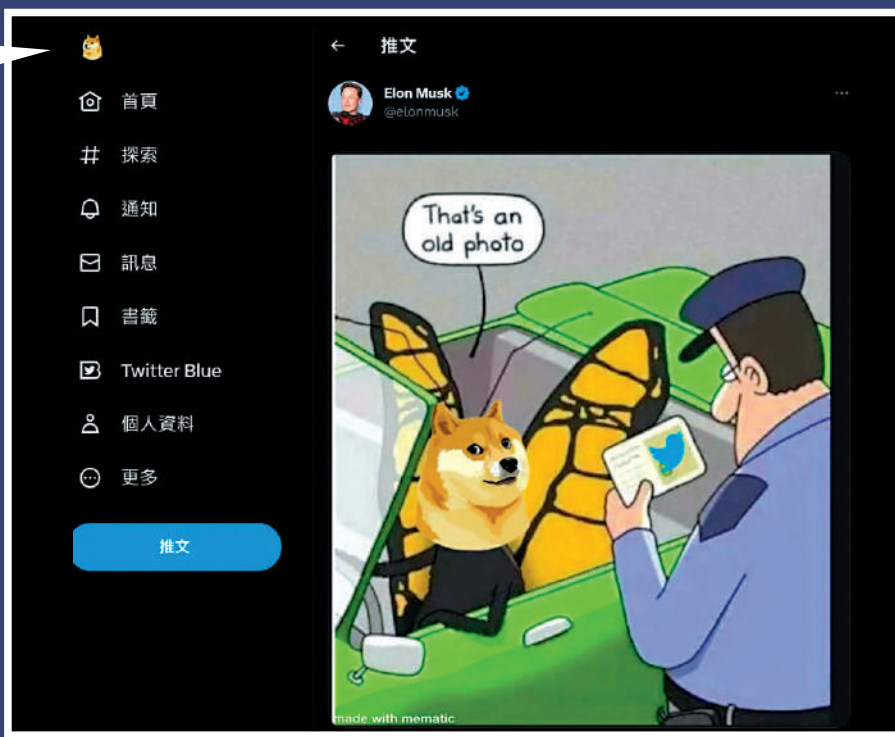 首頁
探索
通知
訊息
書籤
Twitter Blue
個人資料
更多
推文
推文
Elon Musk
@elonmusk
That's an
old photo
made with mematic